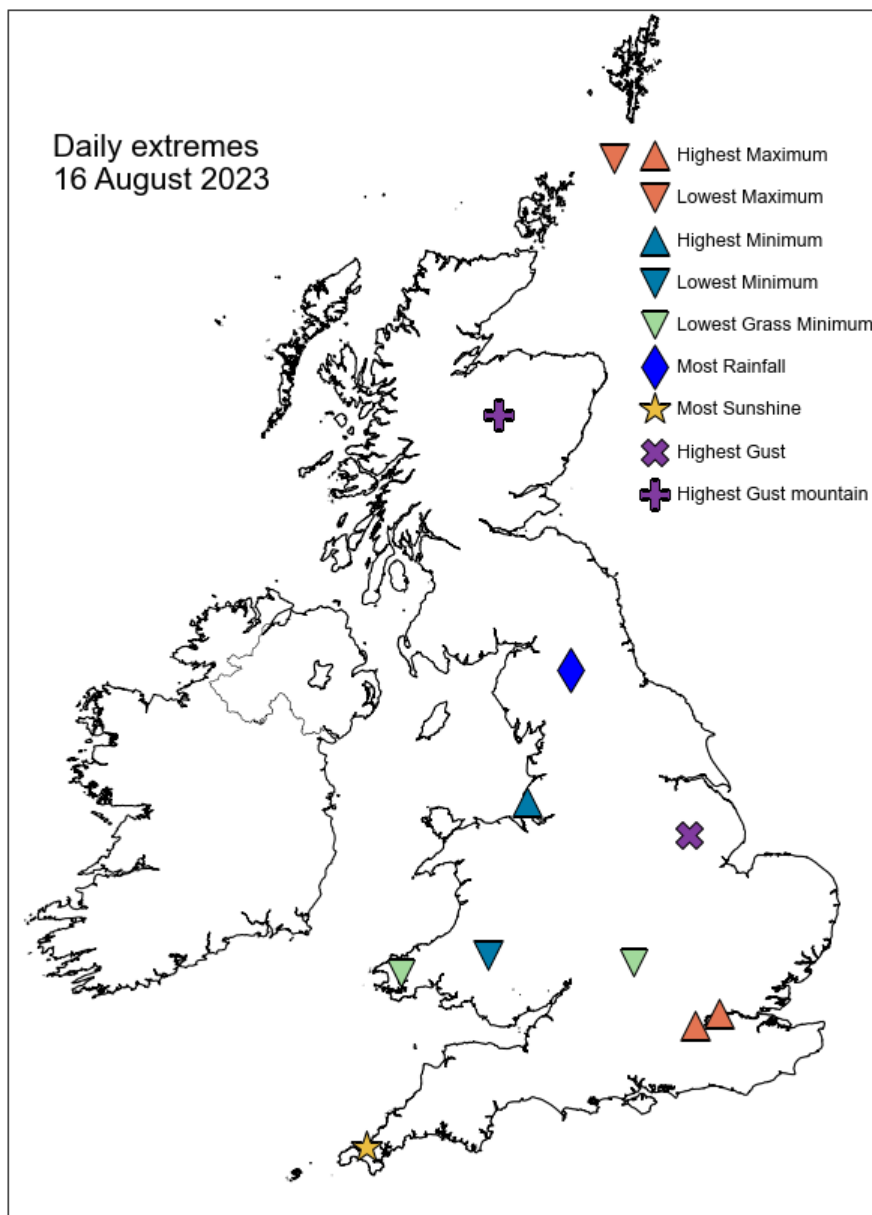 Daily extremes
16 August 2023
Highest Maximum
Lowest Maximum
Highest Minimum
Lowest Minimum
Lowest Grass Minimum
Most Rainfall
Most Sunshine
Highest Gust
Highest Gust mountain